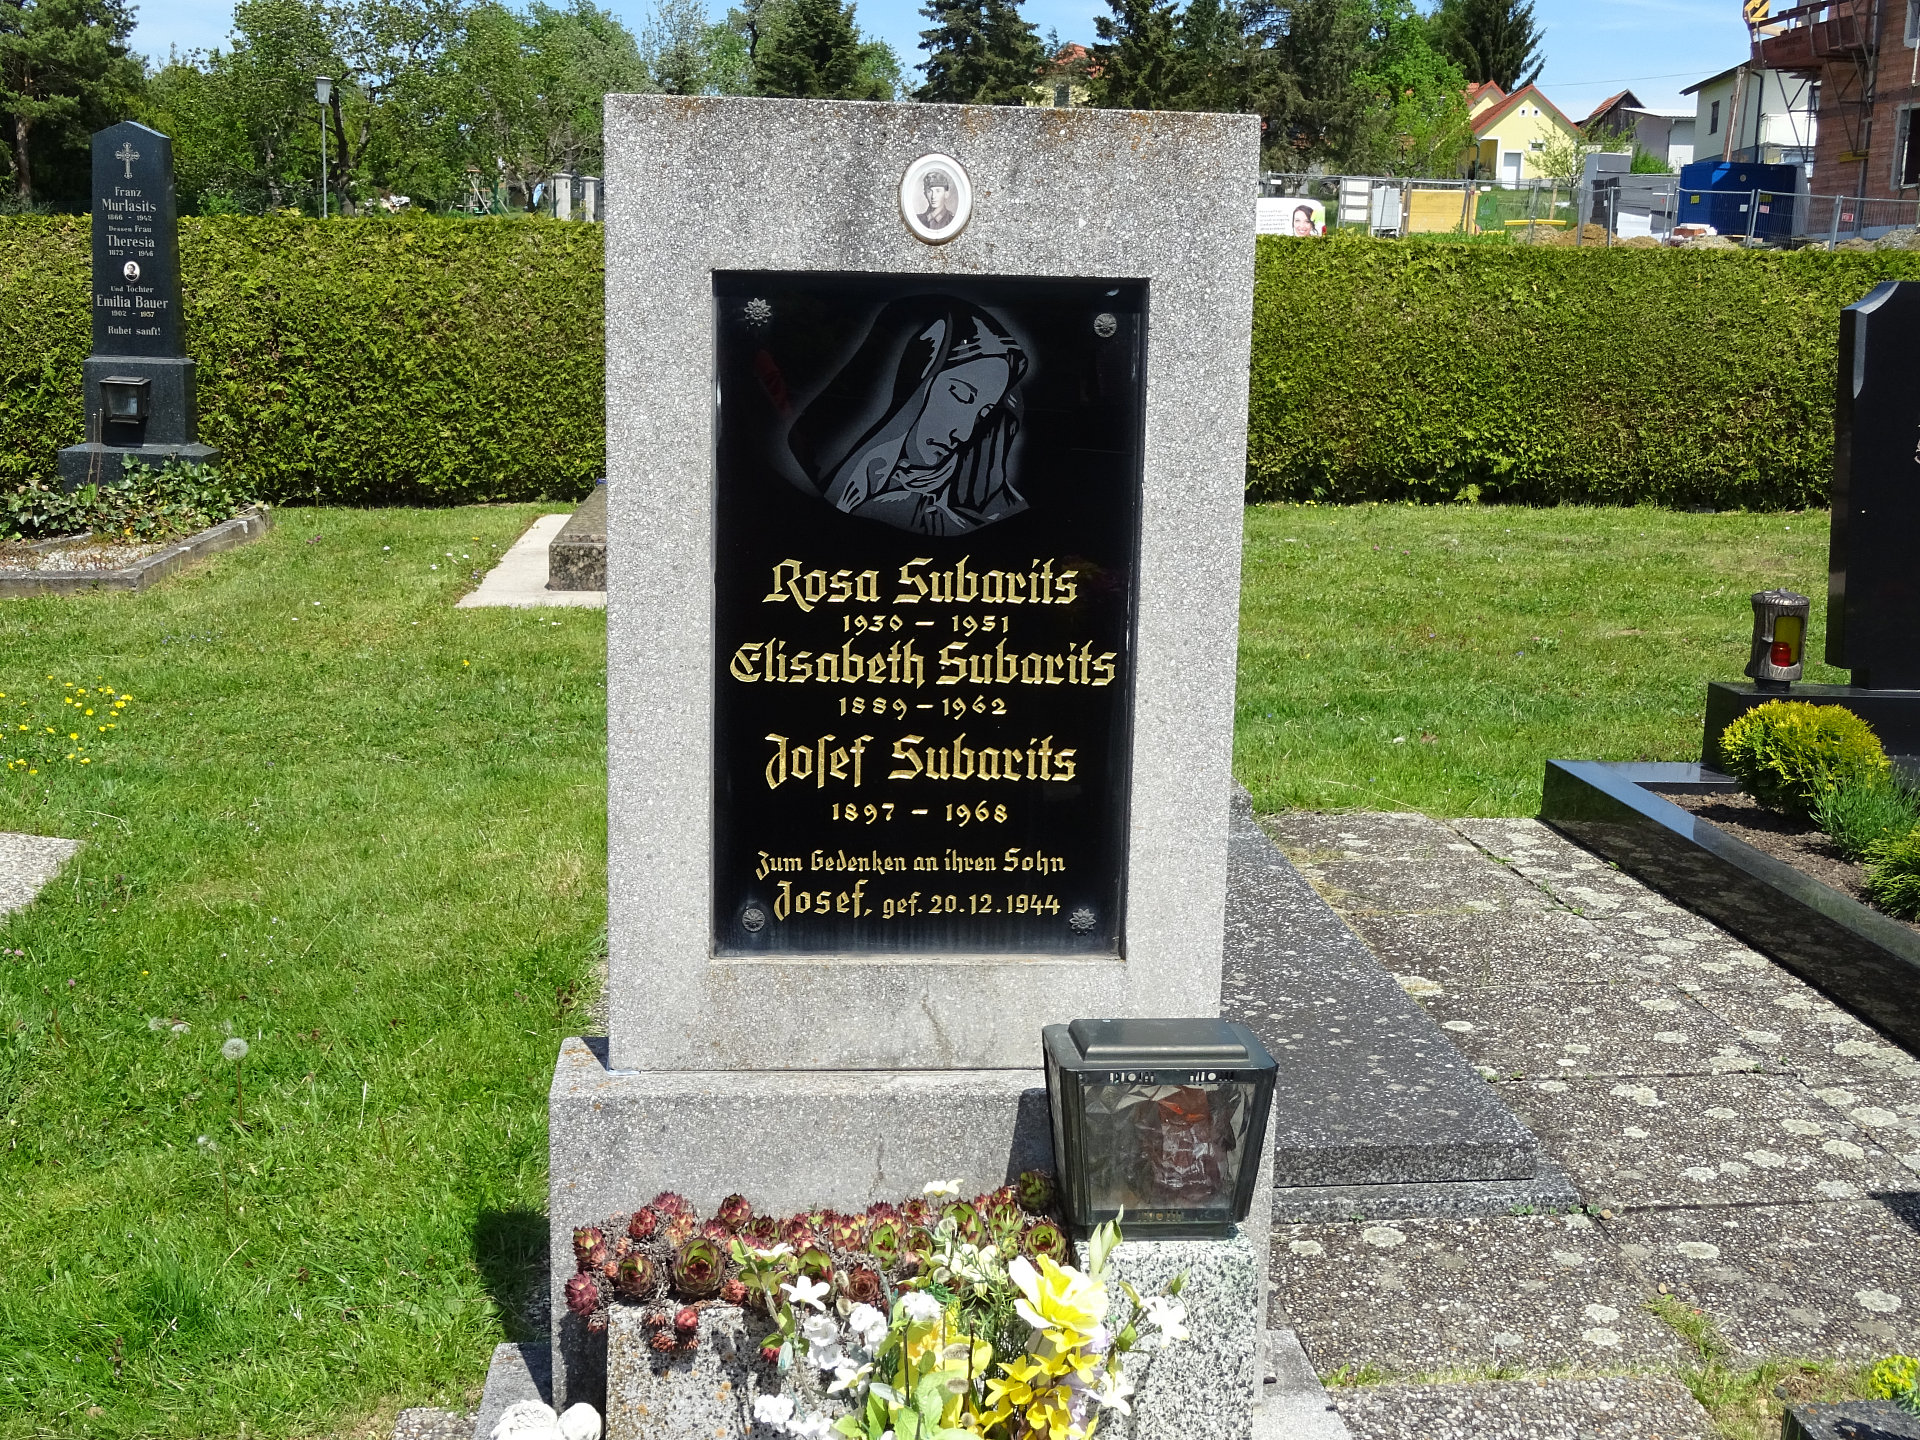 Franz
Murlasits
1866 - 1942
Dessen Frau
Theresia
1873 - 1946
Und Tochter
Emilia Bauer
1902 - 1957
Ruhet sanft!
Rosa Subarits
1930 - 1951
Elisabeth Subarits
1889 - 1962
Joſef Subarits
1897 - 1968
Zum Gedenken an ihren Sohn
Josef, gef. 20.12.1944